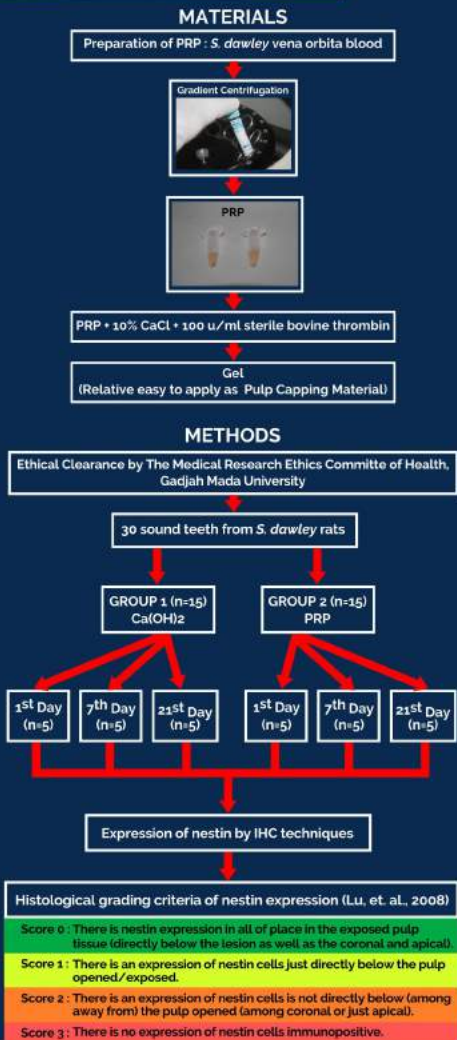 MATERIALS
Preparation of PRP : S. dawley vena orbita blood
Gradient Centrifugation
PRP
PRP + 10% CaCl + 100 u/ml sterile bovine thrombin
Gel
(Relative easy to apply as Pulp Capping Material)
METHODS
Ethical Clearance by The Medical Research Ethics Committe of Health,
Gadjah Mada University
30 sound teeth from S. dawley rats
GROUP 1 (n=15)
Ca(OH)2
GROUP 2 (n=15)
PRP
1st Day
(n=5)
7th Day
(n=5)
21st Day
(n=5)
1st Day
(n=5)
7th Day
(n=5)
21st Day
(n=5)
Expression of nestin by IHC techniques
Histological grading criteria of nestin expression (Lu, et. al., 2008)
Score 0 : There is nestin expression in all of place in the exposed pulp
tissue (directly below the lesion as well as the coronal and apical).
Score 1 : There is an expression of nestin cells just directly below the pulp
opened/exposed.
Score 2 : There is an expression of nestin cells is not directly below (among
away from) the pulp opened (among coronal or just apical).
Score 3 : There is no expression of nestin cells immunopositive.